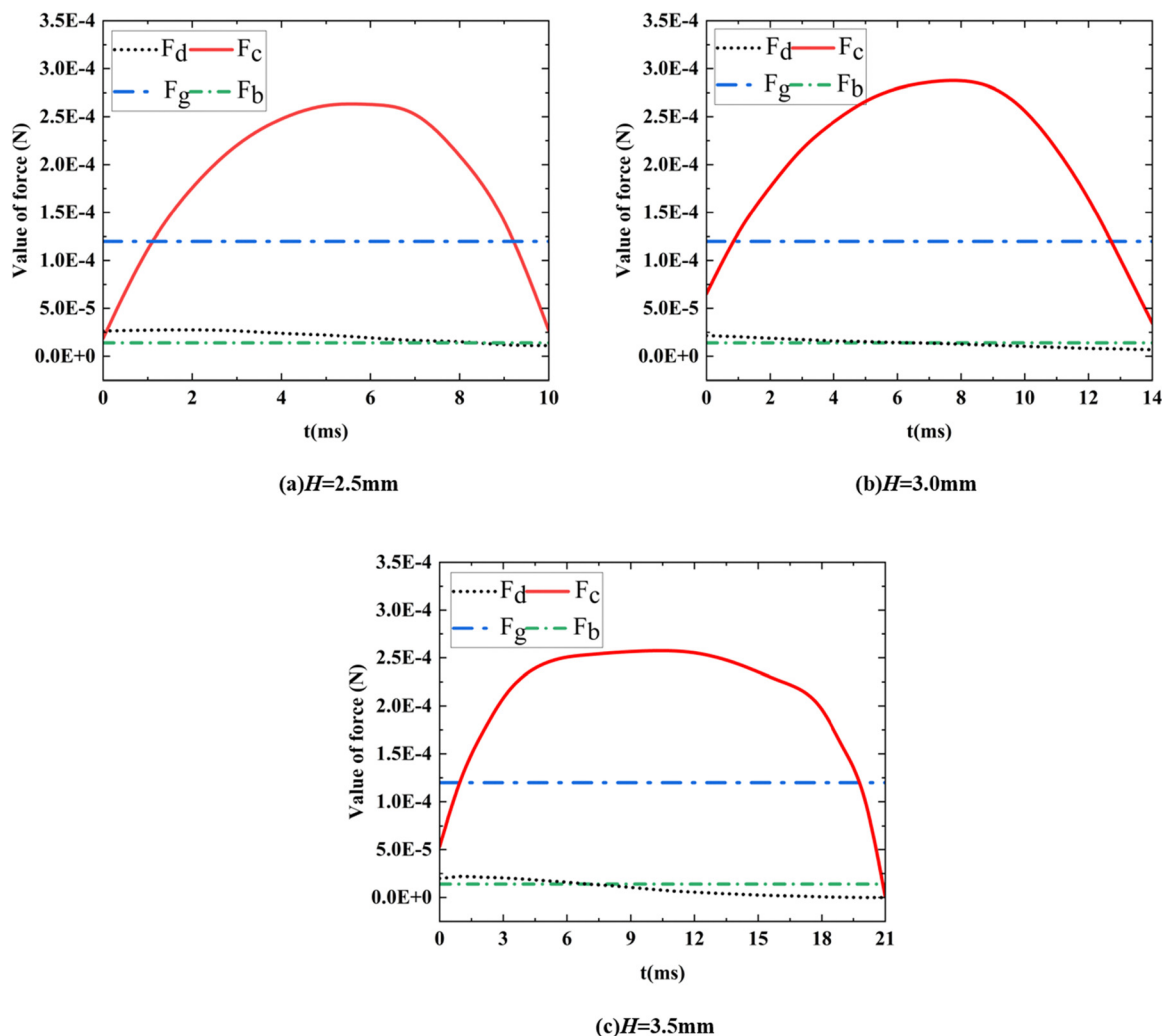 3.5E-4
3.0E-4
2.5E-4
2.0E-4
1.5E-4
1.0E-4
5.0E-5
0.0E+0
Value of force (N)
Fd Fc
Fg Fb
0 2 4 6 8 10
t(ms)
(a)H=2.5mm
3.5E-4
3.0E-4
2.5E-4
2.0E-4
1.5E-4
1.0E-4
5.0E-5
0.0E+0
Value of force (N)
Fd Fc
Fg Fb
0 2 4 6 8 10 12 14
t(ms)
(b)H=3.0mm
3.5E-4
3.0E-4
2.5E-4
2.0E-4
1.5E-4
1.0E-4
5.0E-5
0.0E+0
Value of force (N)
Fd Fc
Fg Fb
0 3 6 9 12 15 18 21
t(ms)
(c)H=3.5mm